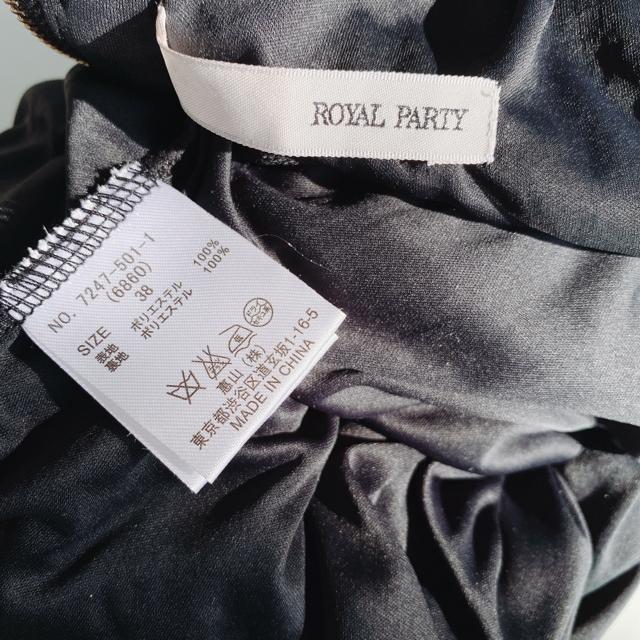 ROYAL PARTY
NO. 7247-501-1
(6860)
SIZE 38
表地 ポリエステル 100%
裏地 ポリエステル 100%
高山 (株)
東京都渋谷区道玄坂1-16-5
MADE IN CHINA